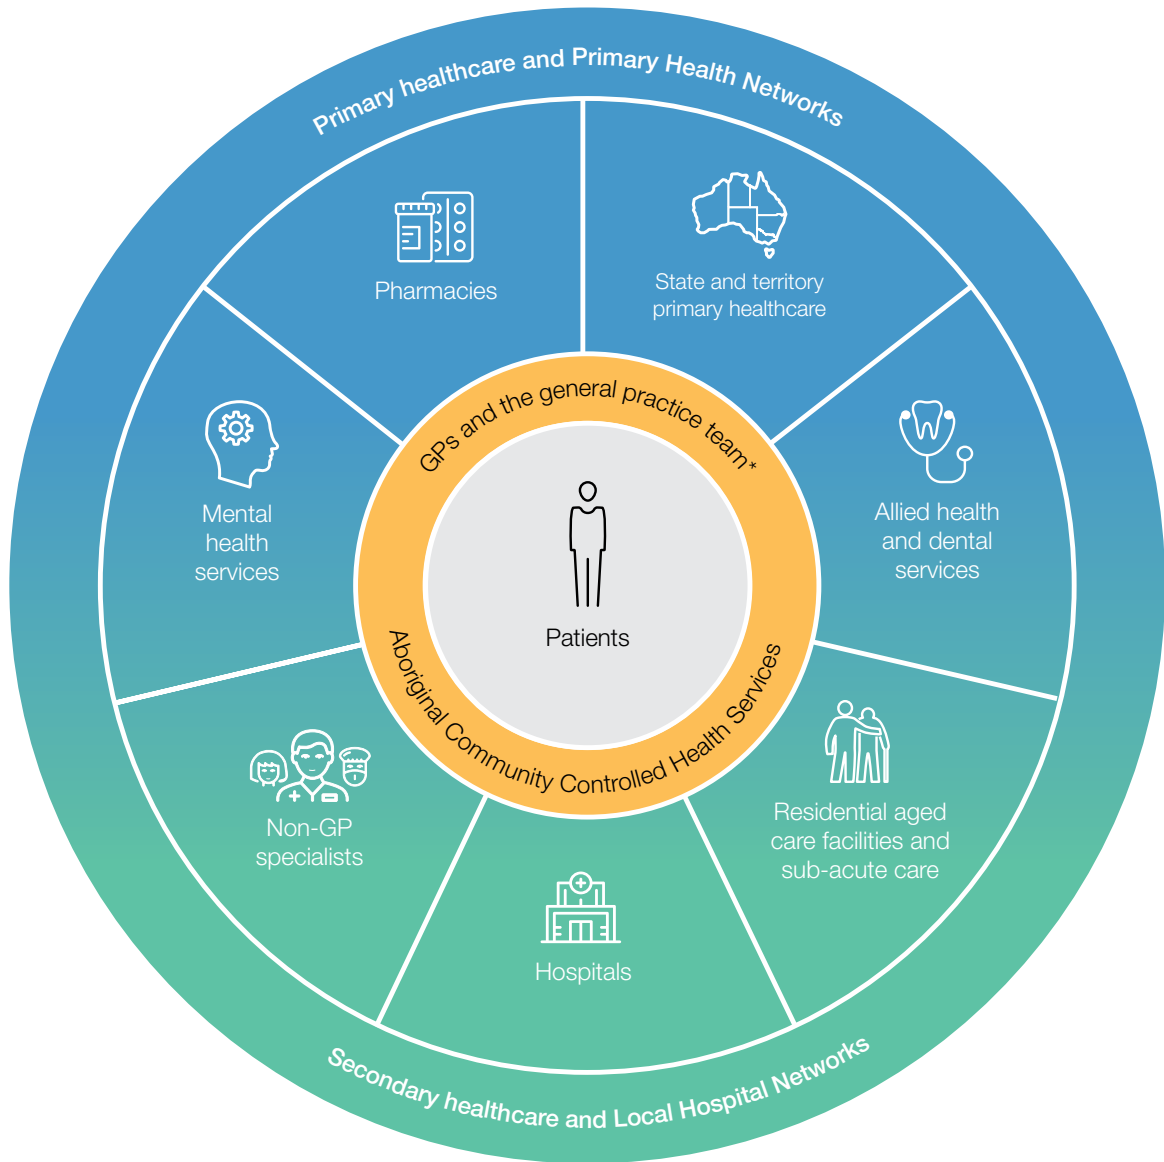 Primary healthcare and Primary Health Networks
Pharmacies
State and territory
primary healthcare
GPs and the general practice team*
Mental
health
services
Allied health
and dental
services
Patients
Aboriginal Community Controlled Health Services
Non-GP
specialists
Residential aged
care facilities and
sub-acute care
Hospitals
Secondary healthcare and Local Hospital Networks